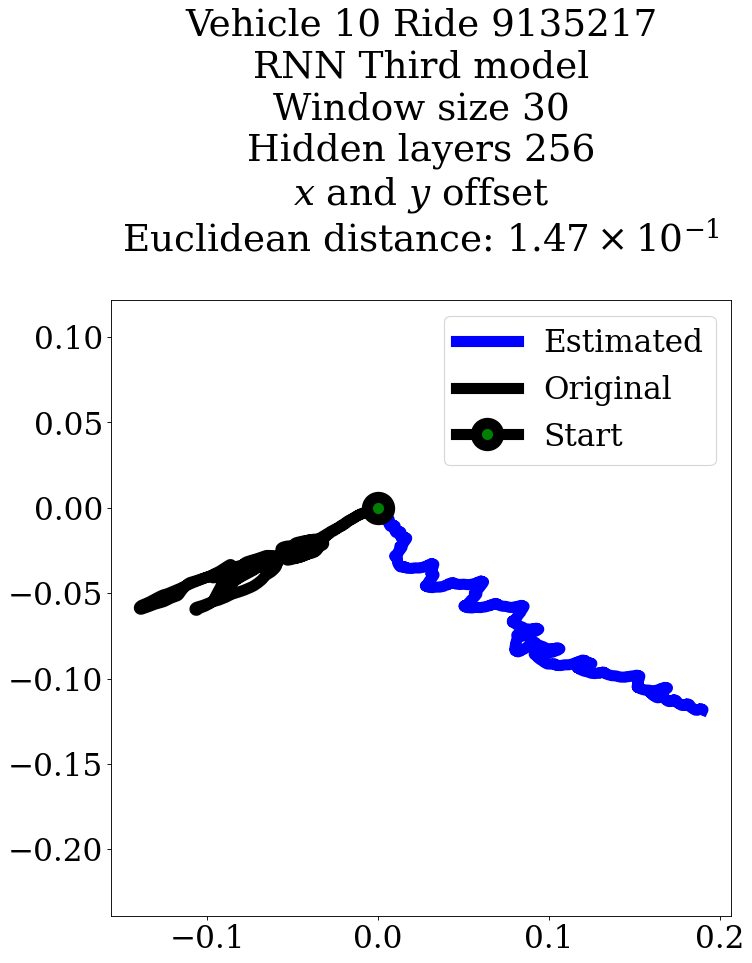 Vehicle 10 Ride 9135217
RNN Third model
Window size 30
Hidden layers 256
x and y offset
Euclidean distance: 1.47 × 10⁻¹
Estimated
Original
Start
0.10
0.05
0.00
−0.05
−0.10
−0.15
−0.20
−0.1 0.0 0.1 0.2